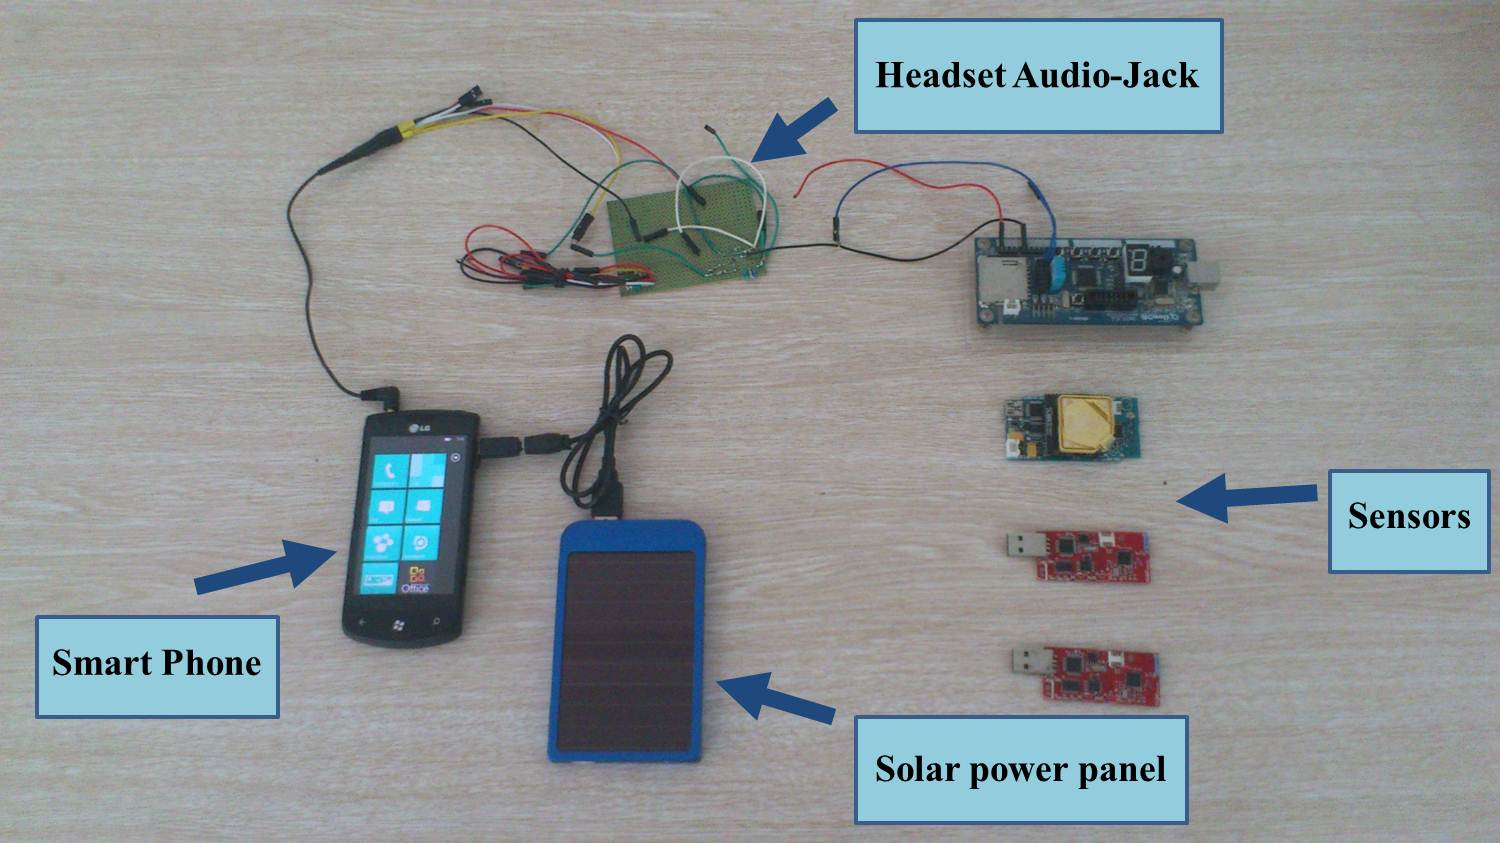 Headset Audio-Jack
LG
Sensors
Office
Smart Phone
Solar power panel